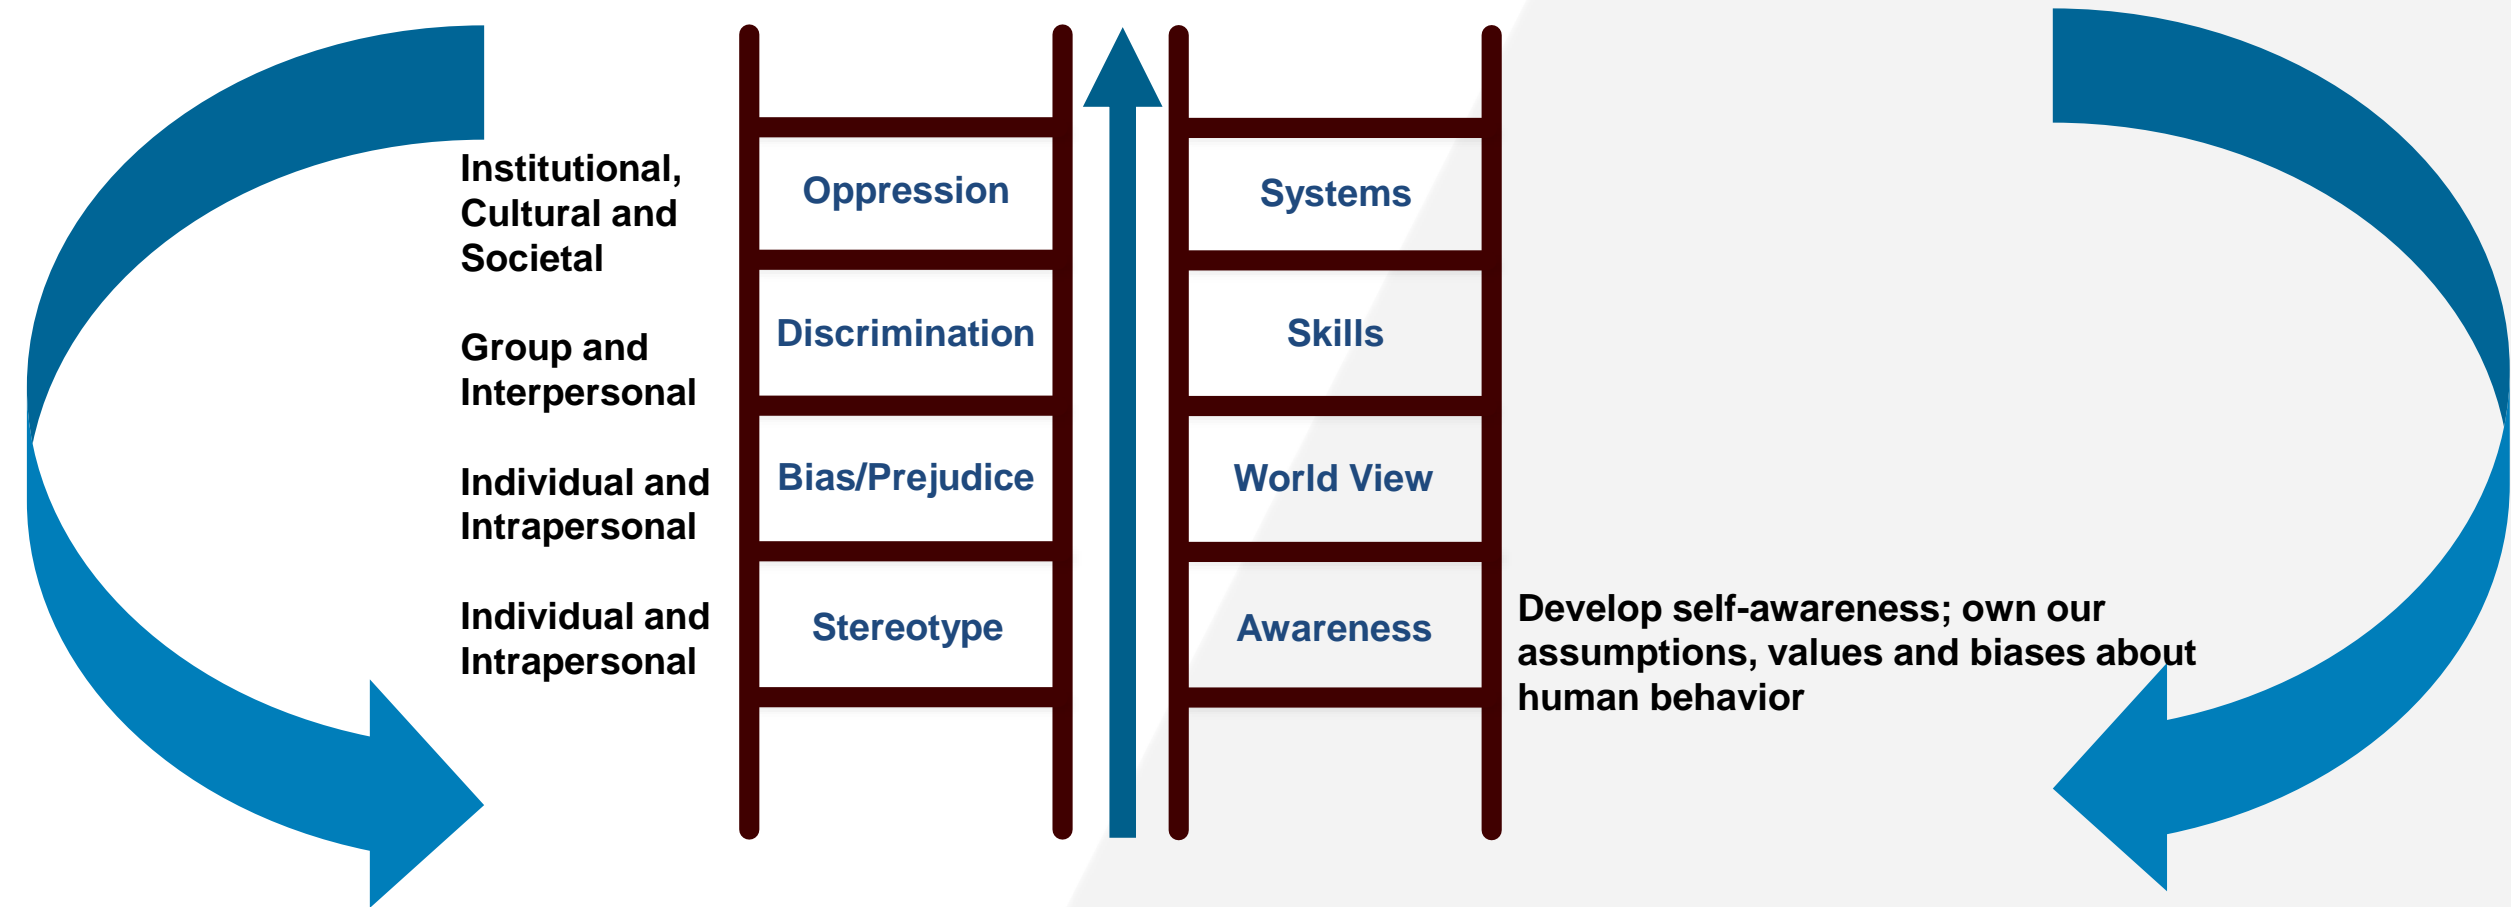 Institutional,
Cultural and
Societal
Group and
Interpersonal
Individual and
Intrapersonal
Individual and
Intrapersonal
Oppression
Discrimination
Bias/Prejudice
Stereotype
Systems
Skills
World View
Awareness
Develop self-awareness; own our
assumptions, values and biases about
human behavior